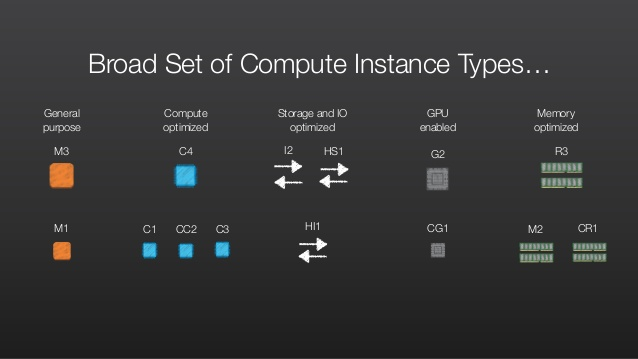 Broad Set of Compute Instance Types…
General
purpose
Compute
optimized
Storage and IO
optimized
GPU
enabled
Memory
optimized
M3
C4
I2
HS1
G2
R3
M1
C1
CC2
C3
HI1
CG1
M2
CR1